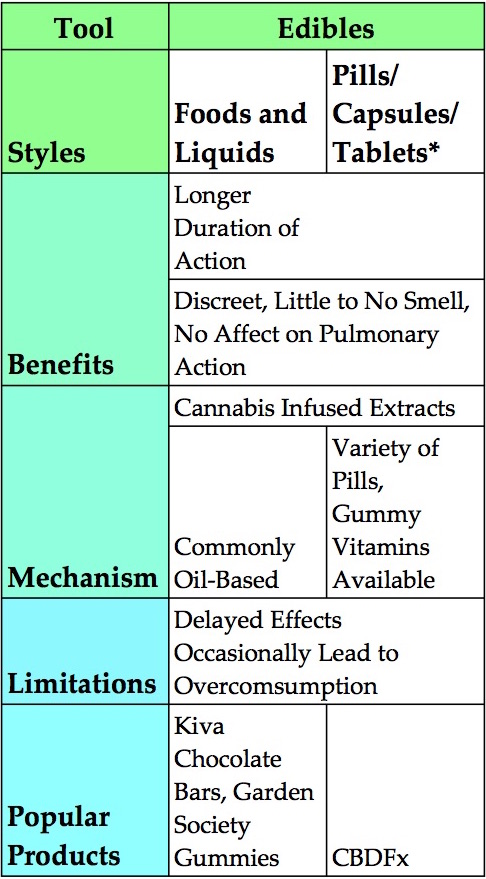 Tool
Edibles
Styles
Foods and
Liquids
Pills/
Capsules/
Tablets*
Benefits
Longer
Duration of
Action
Discreet, Little to No Smell,
No Affect on Pulmonary
Action
Mechanism
Cannabis Infused Extracts
Commonly
Oil-Based
Variety of
Pills,
Gummy
Vitamins
Available
Limitations
Delayed Effects
Occasionally Lead to
Overcomsumption
Popular
Products
Kiva
Chocolate
Bars, Garden
Society
Gummies
CBDFx